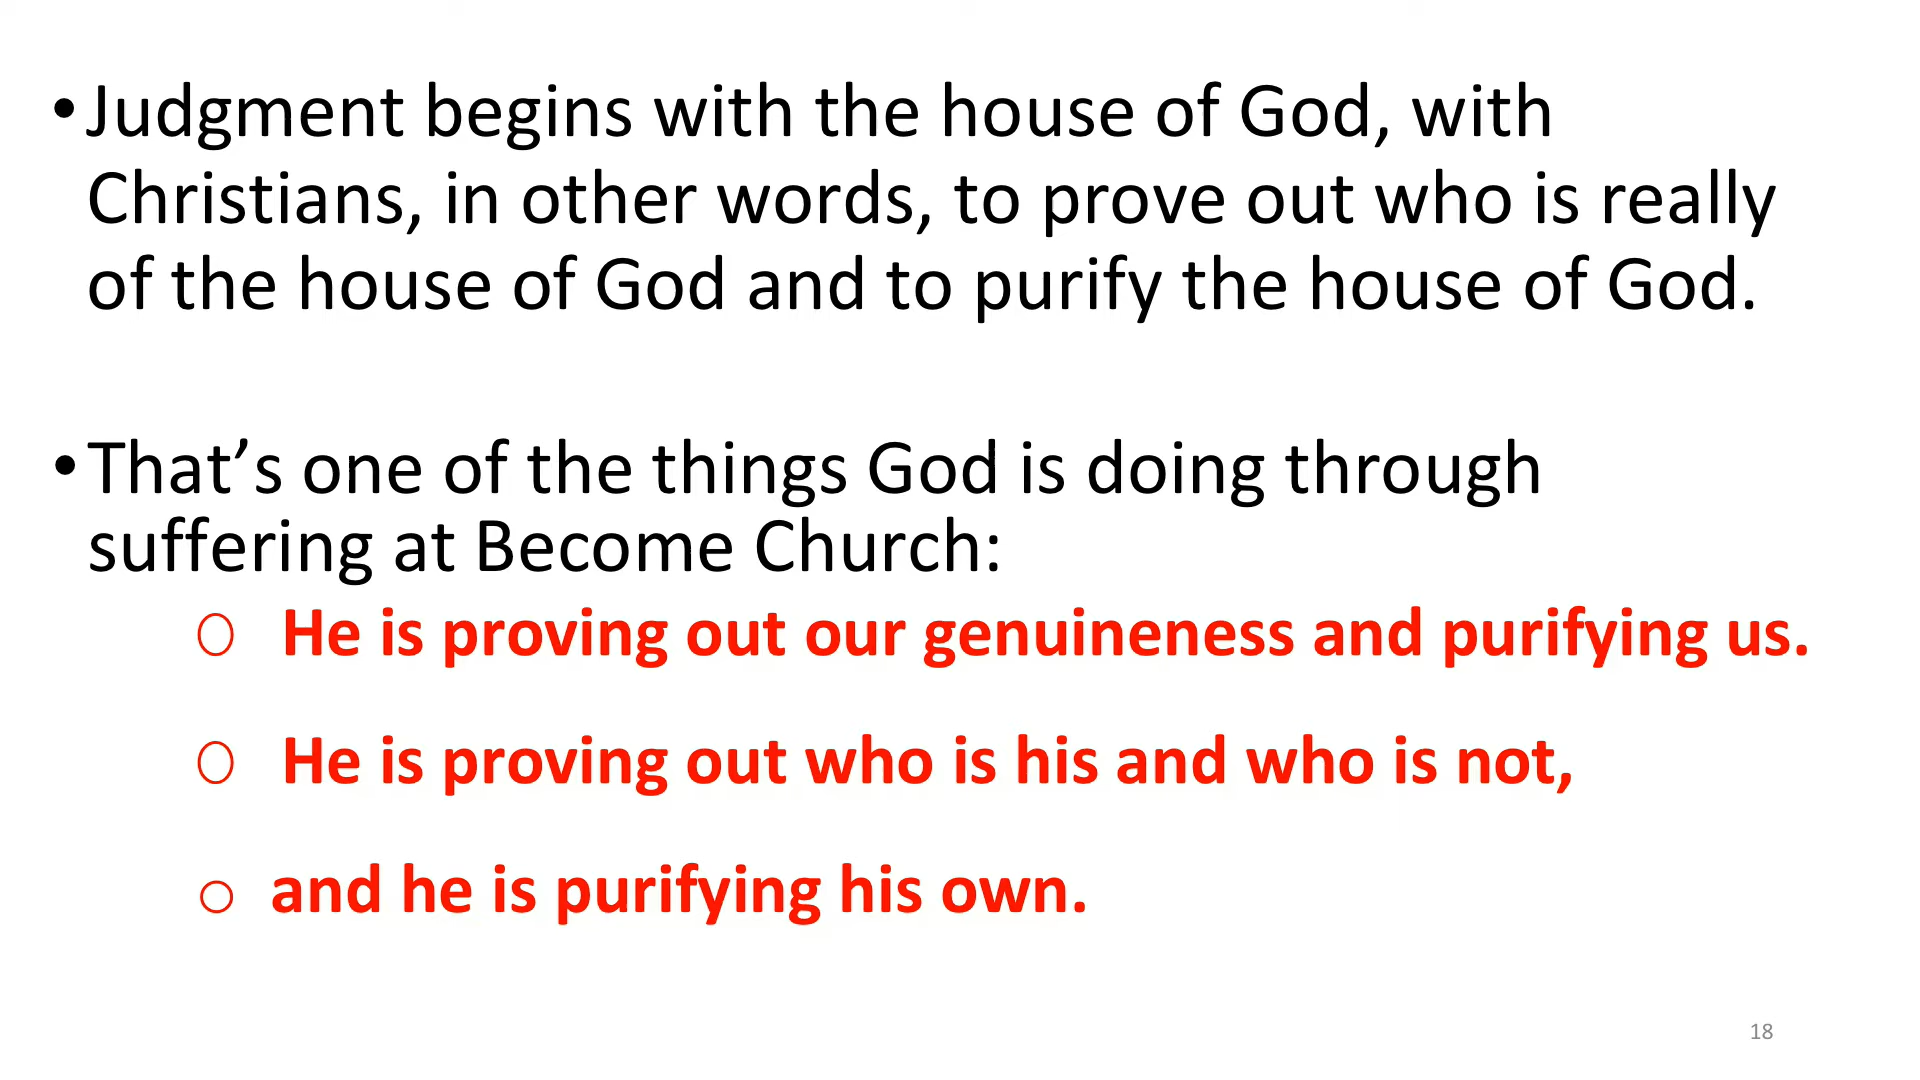 •Judgment begins with the house of God, with
Christians, in other words, to prove out who is really
of the house of God and to purify the house of God.
•That’s one of the things God is doing through
suffering at Become Church:
O He is proving out our genuineness and purifying us.
O He is proving out who is his and who is not,
o and he is purifying his own.
18